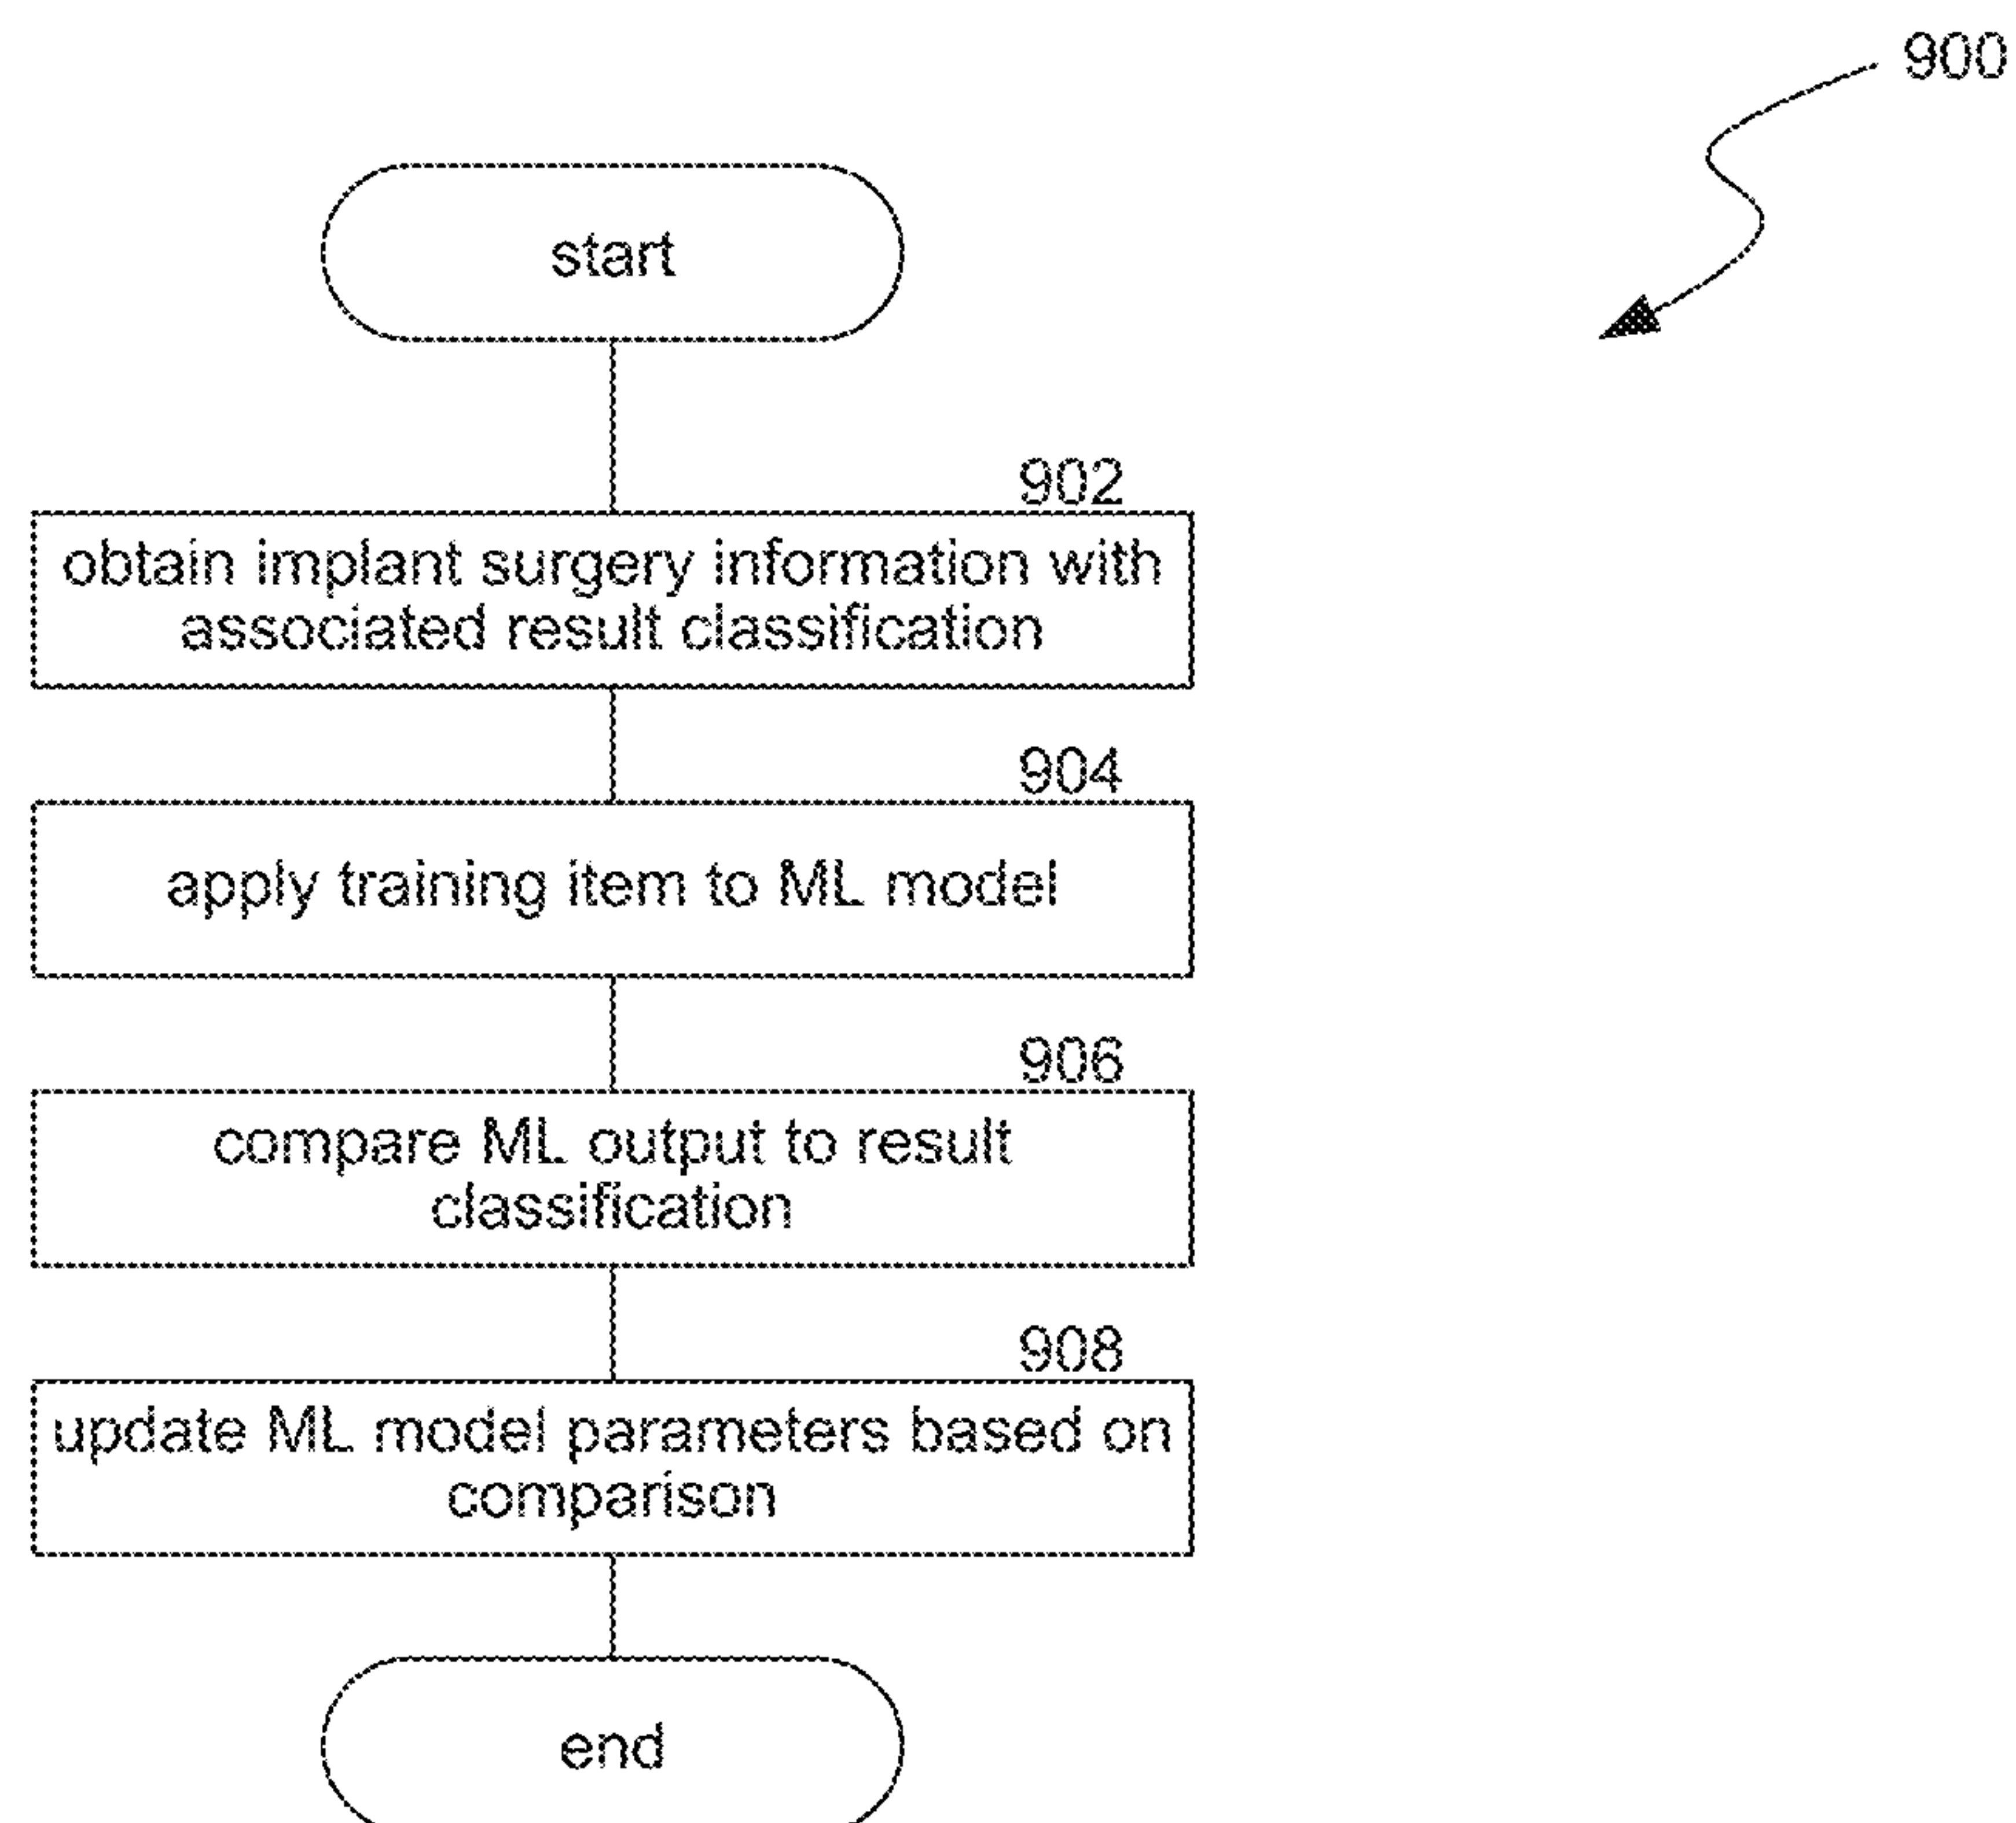 900
start
902
obtain implant surgery information with
associated result classification
904
apply training item to ML model
906
compare ML output to result
classification
908
update ML model parameters based on
comparison
end